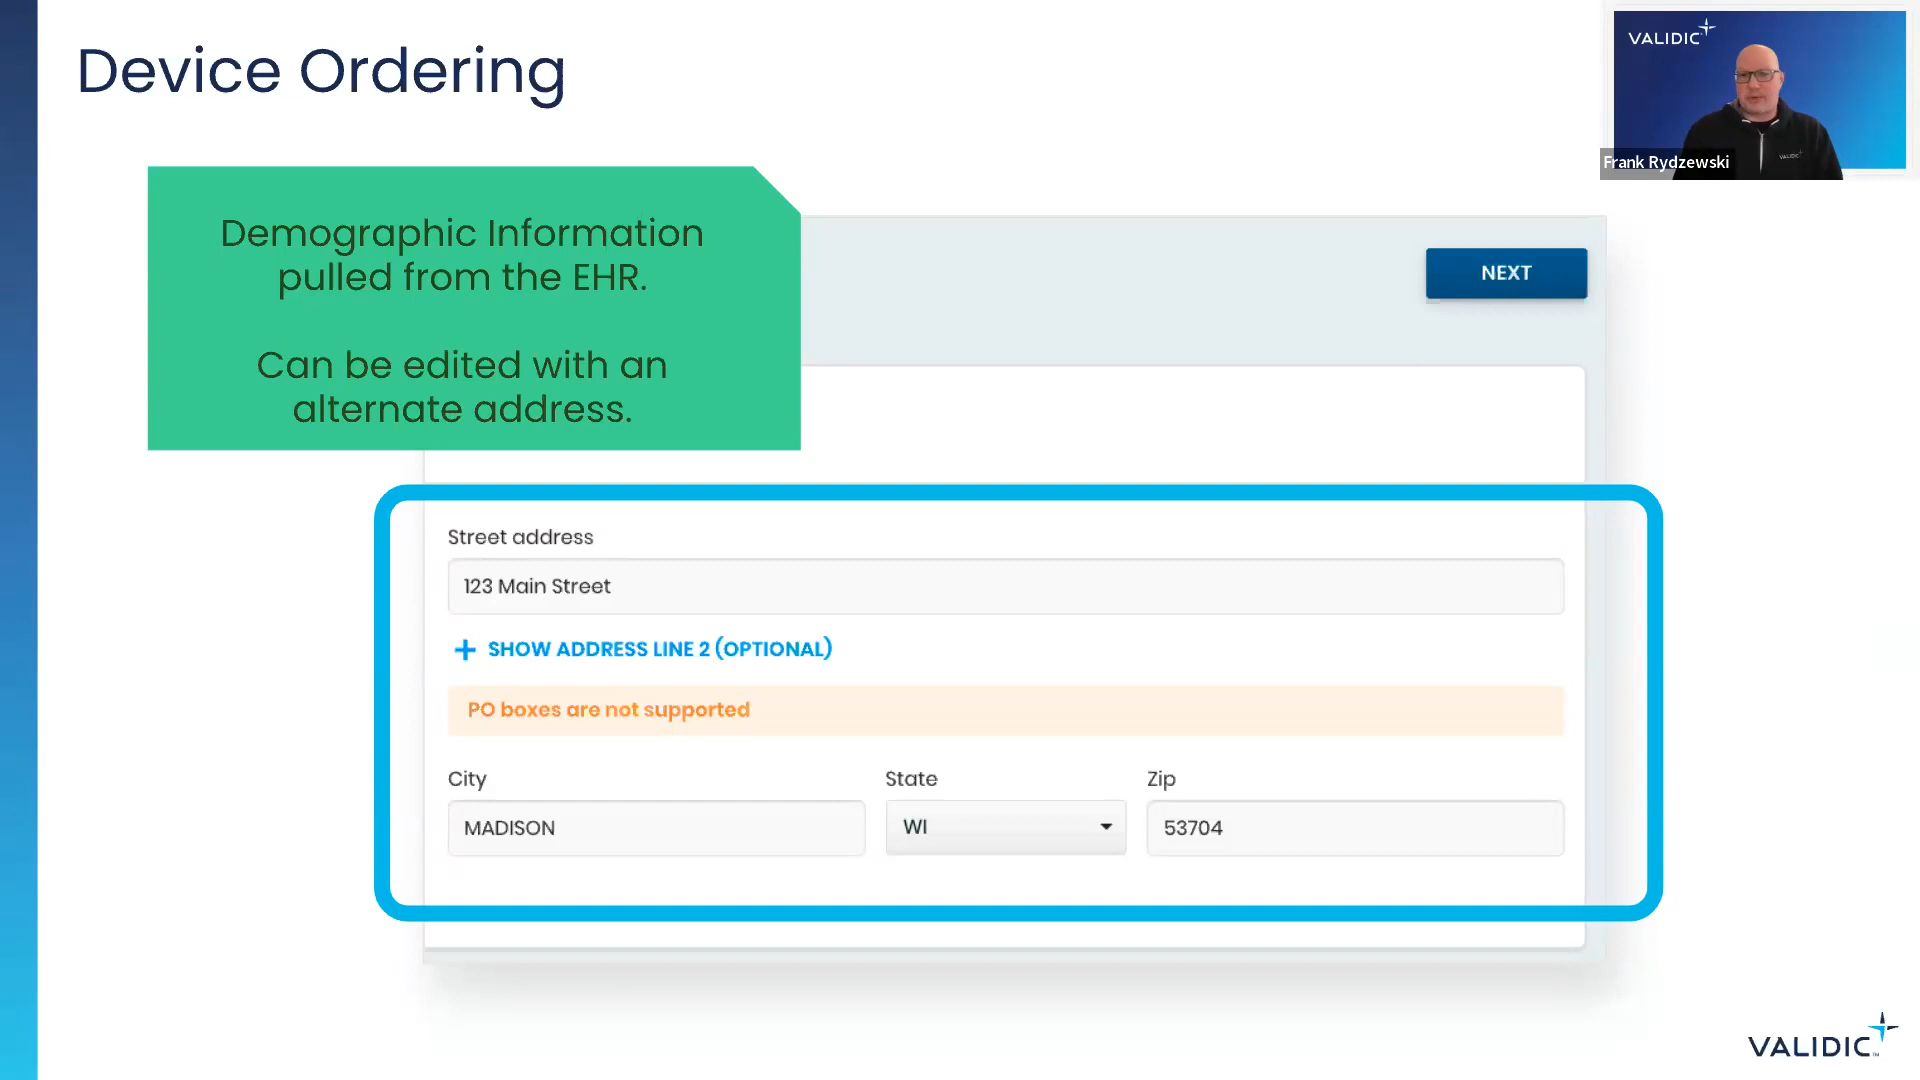 Device Ordering
VALIDIC
Frank Rydzewski
VALIDIC
Demographic Information
pulled from the EHR.
Can be edited with an
alternate address.
NEXT
Street address
123 Main Street
+ SHOW ADDRESS LINE 2 (OPTIONAL)
PO boxes are not supported
City
State
Zip
MADISON
WI
53704
VALIDIC™